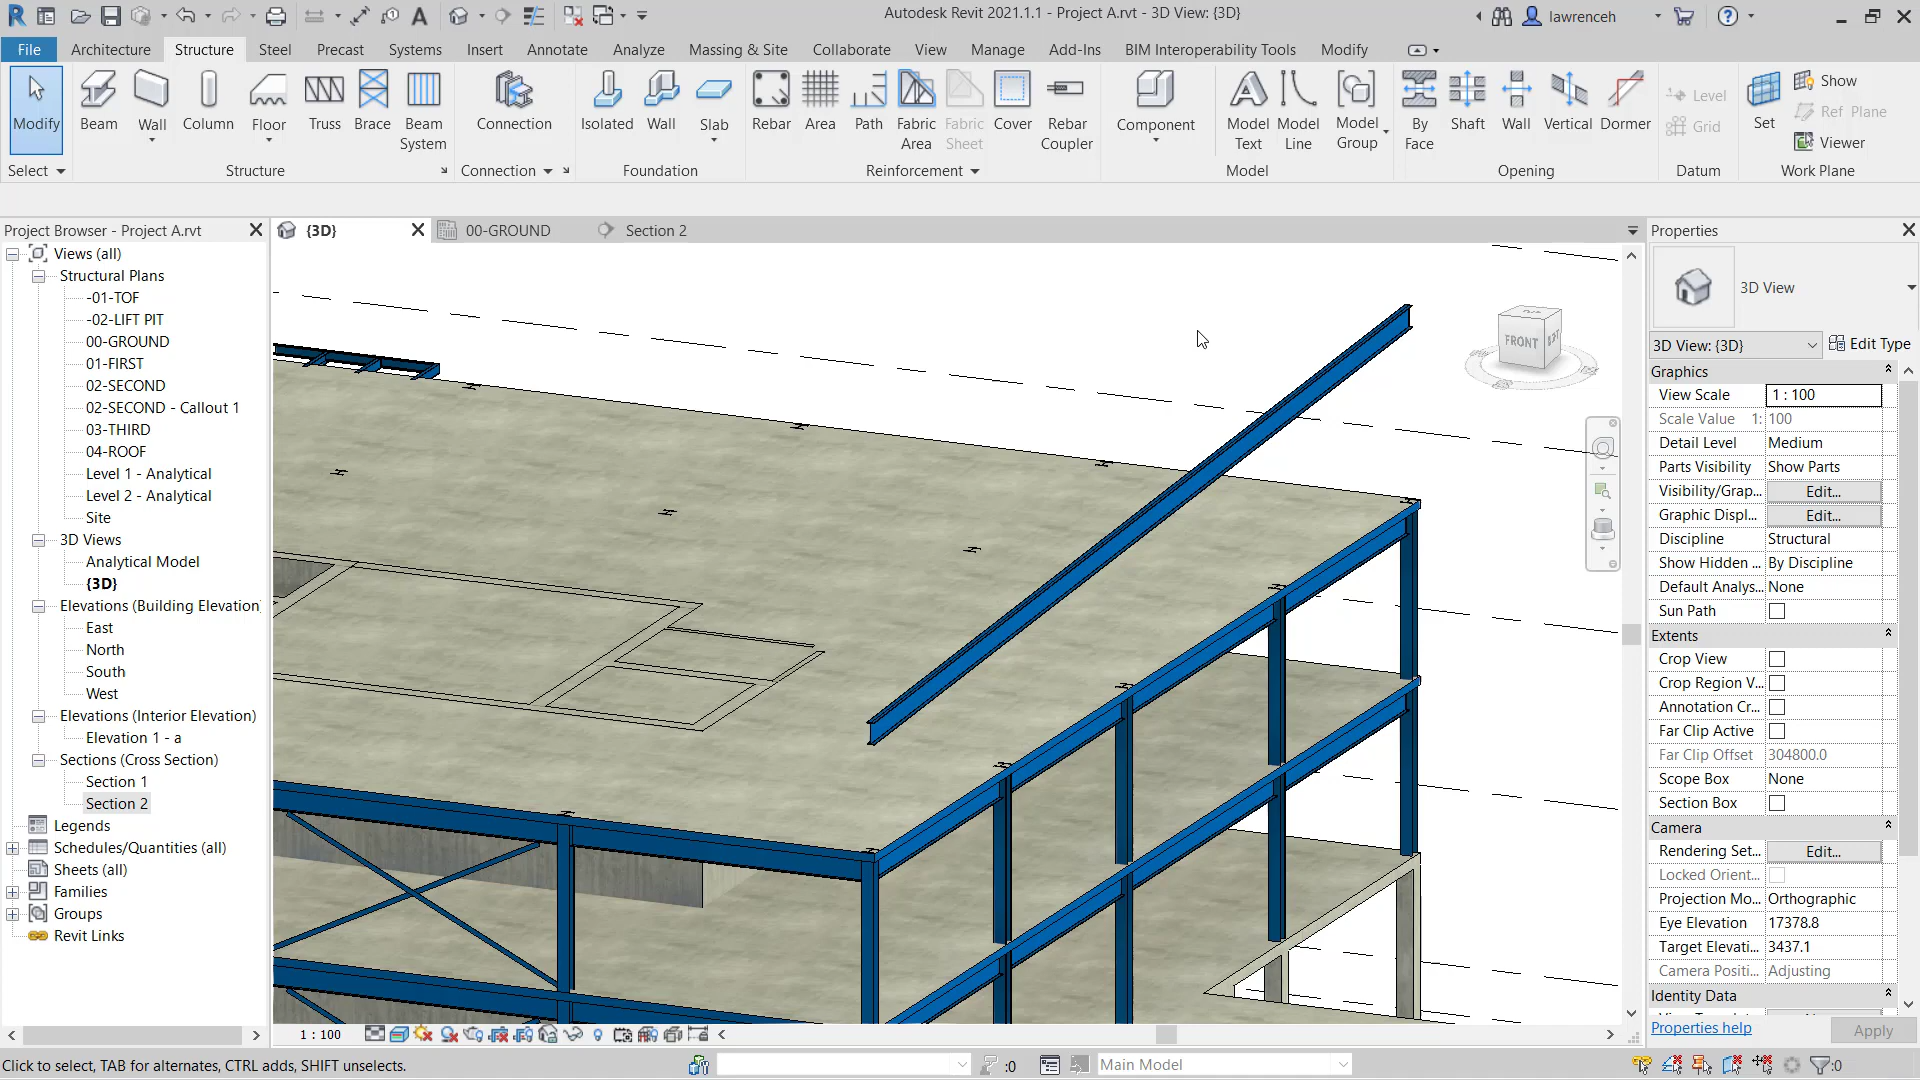 Autodesk Revit 2021.1.1 - Project A.rvt - 3D View: {3D}
lawrenceh
File Architecture Structure Steel Precast Systems Insert Annotate Analyze Massing & Site Collaborate View Manage Add-Ins BIM Interoperability Tools Modify
Modify
Beam
Wall
Column
Floor
Truss
Brace
Beam
System
Connection
Isolated
Wall
Slab
Rebar
Area
Path
Fabric
Area
Fabric
Sheet
Cover
Rebar
Coupler
Component
Model
Text
Model
Line
Model
Group
By
Face
Shaft
Wall
Vertical
Dormer
Level
Grid
Set
Show
Ref Plane
Viewer
Select
Structure
Connection
Foundation
Reinforcement
Model
Opening
Datum
Work Plane
Project Browser - Project A.rvt
Views (all)
Structural Plans
-01-TOF
-02-LIFT PIT
00-GROUND
01-FIRST
02-SECOND
02-SECOND - Callout 1
03-THIRD
04-ROOF
Level 1 - Analytical
Level 2 - Analytical
Site
3D Views
Analytical Model
{3D}
Elevations (Building Elevation)
East
North
South
West
Elevations (Interior Elevation)
Elevation 1 - a
Sections (Cross Section)
Section 1
Section 2
Legends
Schedules/Quantities (all)
Sheets (all)
Families
Groups
Revit Links
{3D}
00-GROUND
Section 2
FRONT
Properties
3D View
3D View: {3D}
Edit Type
Graphics
View Scale 1 : 100
Scale Value 1: 100
Detail Level Medium
Parts Visibility Show Parts
Visibility/Grap... Edit...
Graphic Displ... Edit...
Discipline Structural
Show Hidden ... By Discipline
Default Analys... None
Sun Path
Extents
Crop View
Crop Region V...
Annotation Cr...
Far Clip Active
Far Clip Offset 304800.0
Scope Box None
Section Box
Camera
Rendering Set... Edit...
Locked Orient...
Projection Mo... Orthographic
Eye Elevation 17378.8
Target Elevati... 3437.1
Camera Positi... Adjusting
Identity Data
Properties help
Apply
1 : 100
Click to select, TAB for alternates, CTRL adds, SHIFT unselects.
:0
Main Model
:0